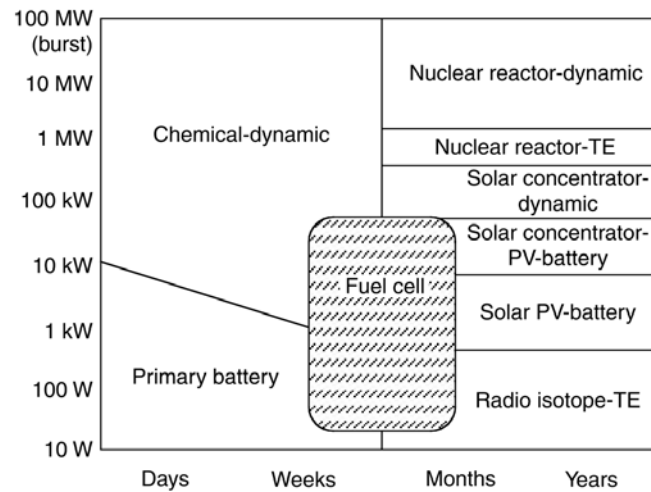 100 MW
(burst)
10 MW
1 MW
100 kW
10 kW
1 kW
100 W
10 W
Chemical-dynamic
Primary battery
Fuel cell
Nuclear reactor-dynamic
Nuclear reactor-TE
Solar concentrator-
dynamic
Solar concentrator-
PV-battery
Solar PV-battery
Radio isotope-TE
Days
Weeks
Months
Years